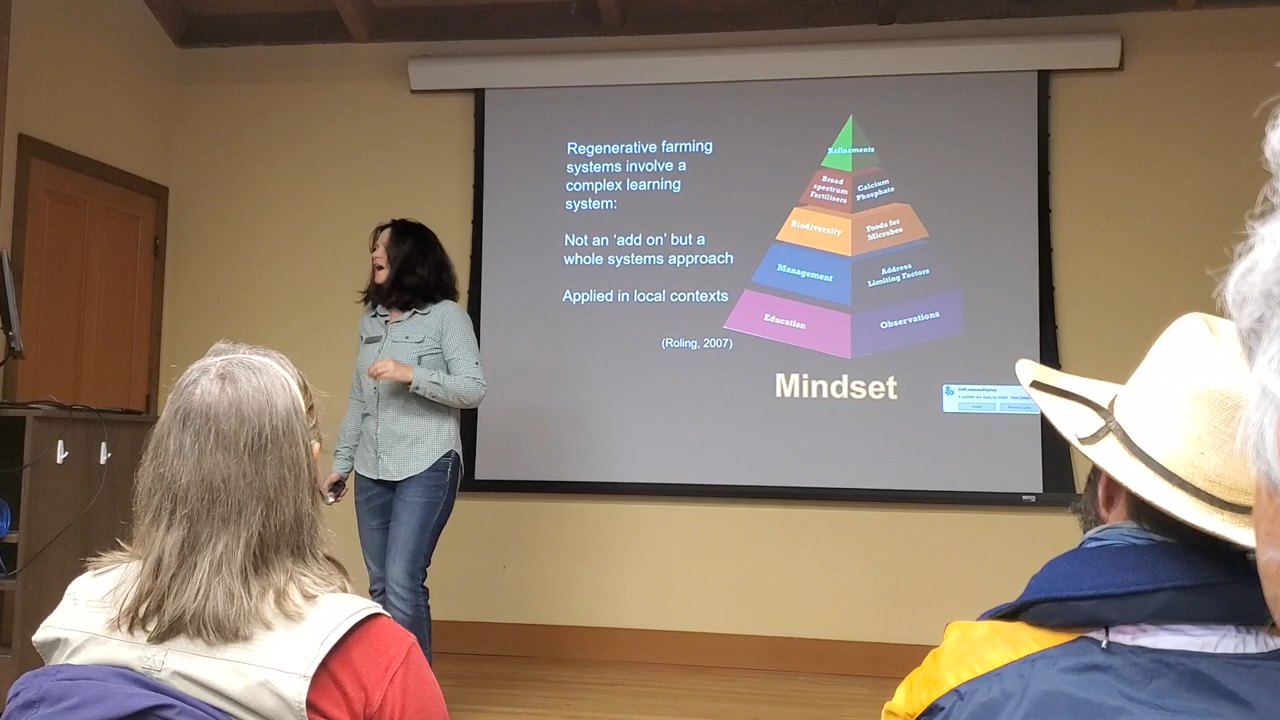 Regenerative farming
systems involve a
complex learning
system:
Not an ‘add on’ but a
whole systems approach
Applied in local contexts
(Roling, 2007)
Refinements
Broad
spectrum
Fertilisers
Calcium
Phosphate
Biodiversity
Foods for
Microbes
Management
Address
Limiting Factors
Education
Observations
Mindset
Install